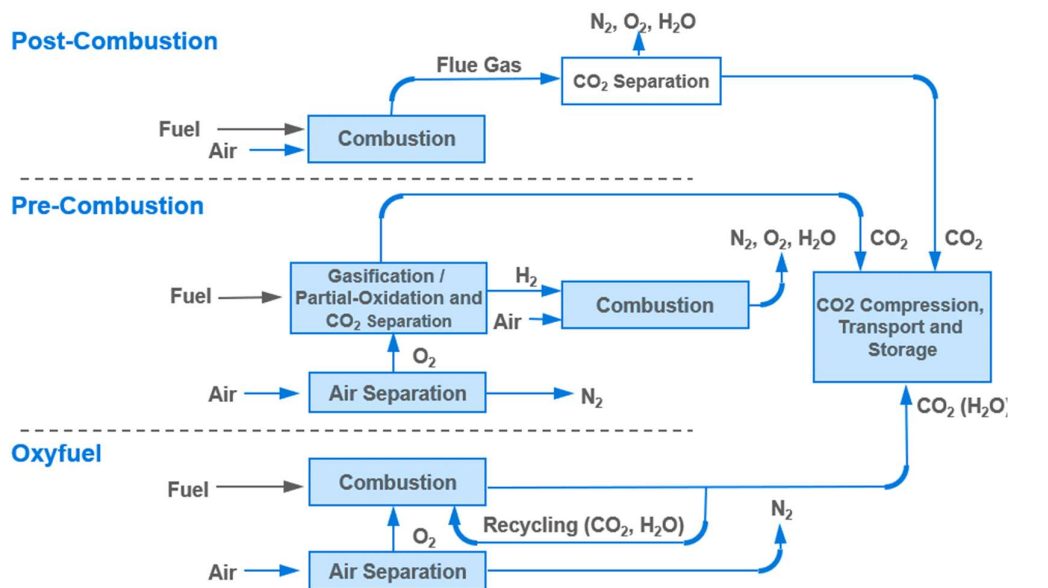 Post-Combustion
N₂, O₂, H₂O
Flue Gas
CO₂ Separation
Fuel
Air
Combustion
Pre-Combustion
N₂, O₂, H₂O
CO₂
CO₂
Fuel
Gasification /
Partial-Oxidation and
CO₂ Separation
H₂
Air
Combustion
CO2 Compression,
Transport and
Storage
O₂
Air
Air Separation
N₂
CO₂ (H₂O)
Oxyfuel
Fuel
Combustion
Recycling (CO₂, H₂O)
N₂
O₂
Air
Air Separation